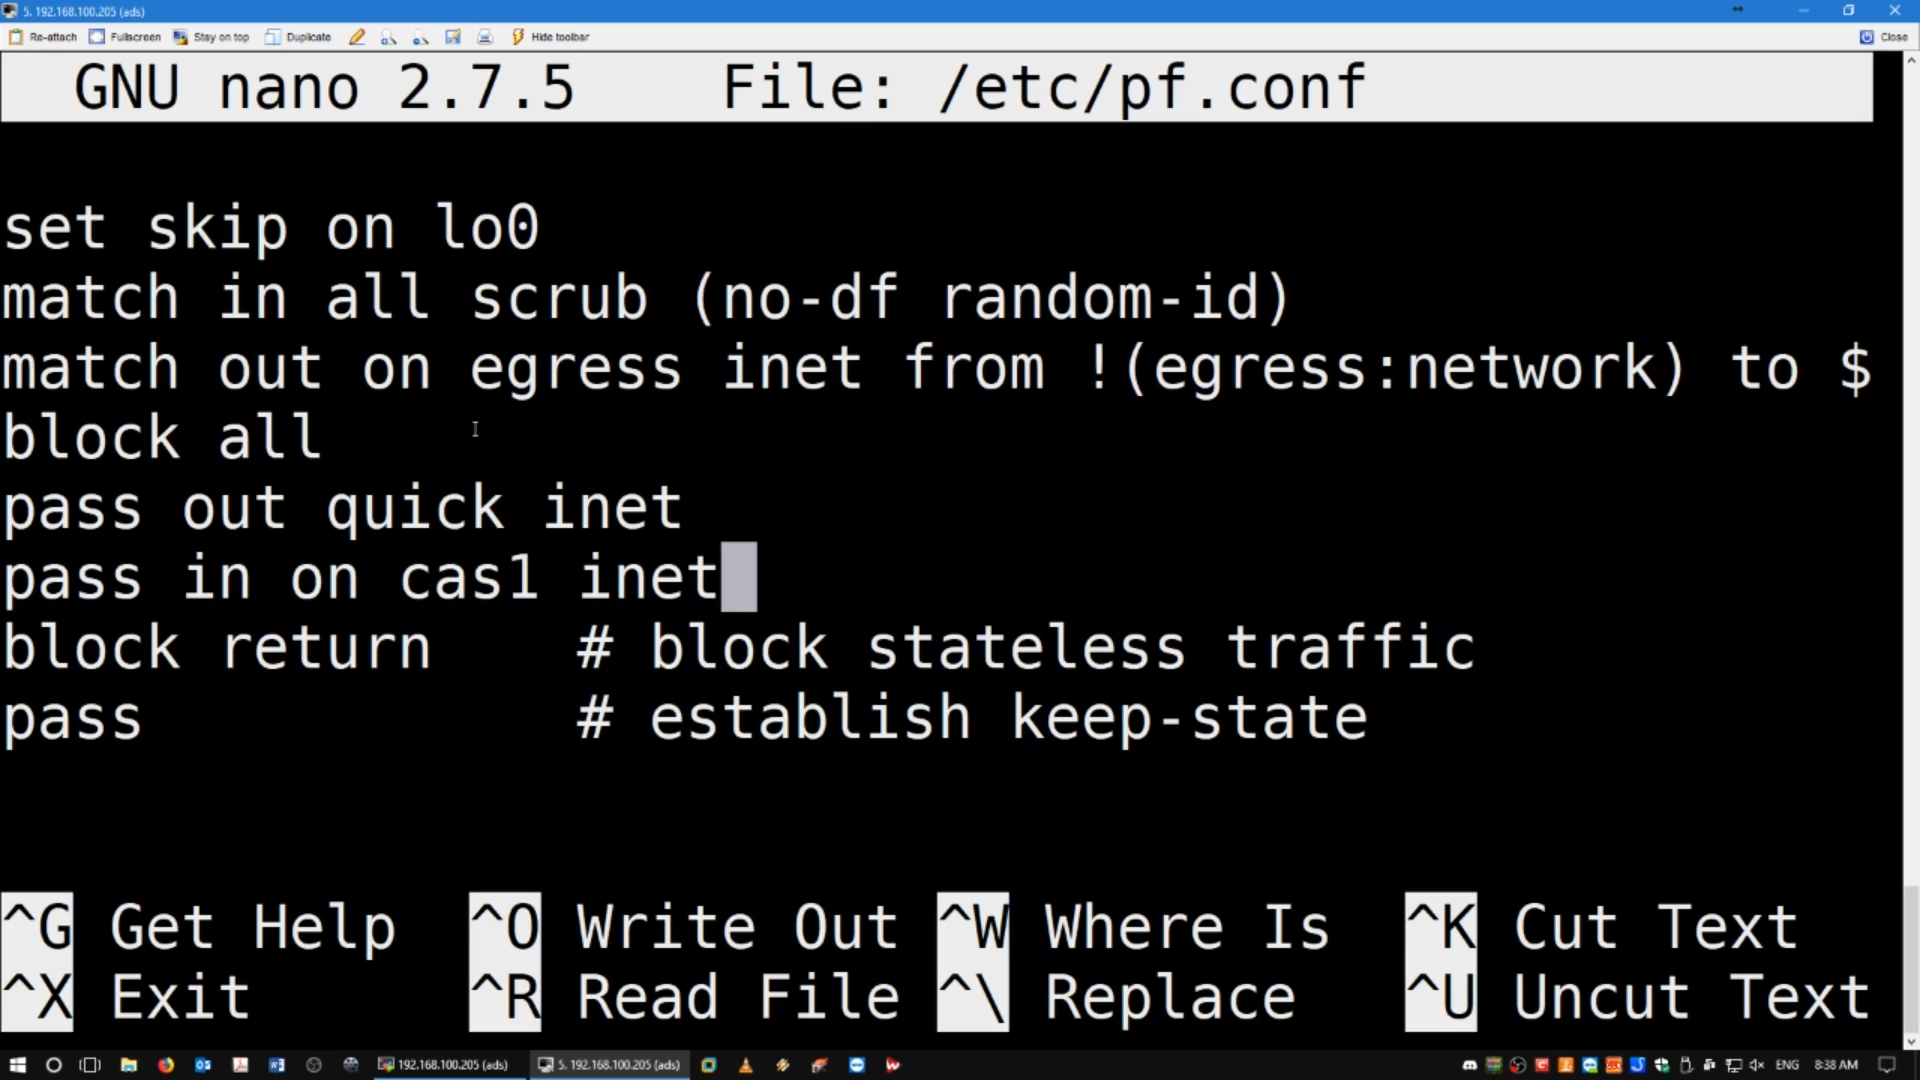 5. 192.168.100.205 (ads)
Re-attach Fullscreen Stay on top Duplicate Hide toolbar Close
GNU nano 2.7.5 File: /etc/pf.conf
set skip on lo0
match in all scrub (no-df random-id)
match out on egress inet from !(egress:network) to $
block all
pass out quick inet
pass in on cas1 inet
block return # block stateless traffic
pass # establish keep-state
^G Get Help ^O Write Out ^W Where Is ^K Cut Text
^X Exit ^R Read File ^\ Replace ^U Uncut Text
192.168.100.205 (ads) 5. 192.168.100.205 (ads) ENG 8:38 AM